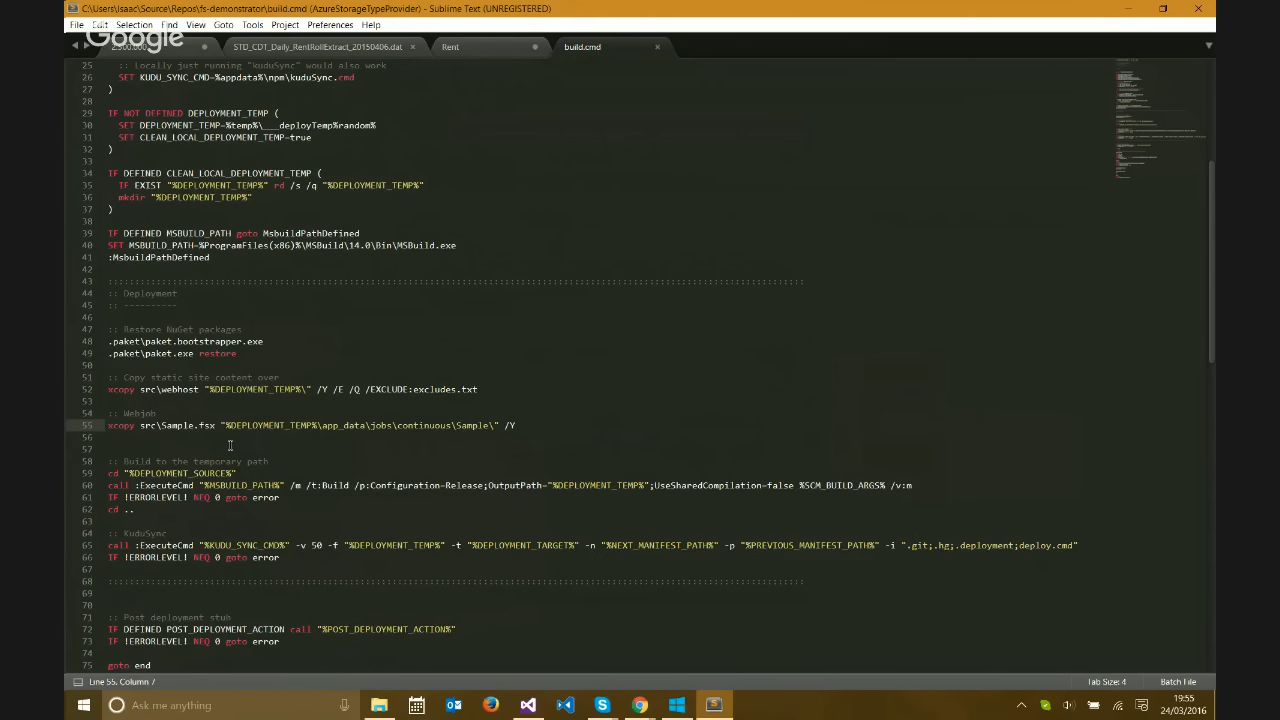 C:\Users\Isaac\Source\Repos\fs-demonstrator\build.cmd (AzureStorageTypeProvider) - Sublime Text (UNREGISTERED)
File Edit Selection Find View Goto Tools Project Preferences Help
Google
STD_CDT_Daily_RentRollExtract_20150406.dat
Rent
build.cmd
25 :: Locally just running "kuduSync" would also work
26 SET KUDU_SYNC_CMD=%appdata%\npm\kuduSync.cmd
27 )
28
29 IF NOT DEFINED DEPLOYMENT_TEMP (
30 SET DEPLOYMENT_TEMP=%temp%\___deployTemp%random%
31 SET CLEAN_LOCAL_DEPLOYMENT_TEMP=true
32 )
33
34 IF DEFINED CLEAN_LOCAL_DEPLOYMENT_TEMP (
35 IF EXIST "%DEPLOYMENT_TEMP%" rd /s /q "%DEPLOYMENT_TEMP%"
36 mkdir "%DEPLOYMENT_TEMP%"
37 )
38
39 IF DEFINED MSBUILD_PATH goto MsbuildPathDefined
40 SET MSBUILD_PATH=%ProgramFiles(x86)%\MSBuild\14.0\Bin\MSBuild.exe
41 :MsbuildPathDefined
42
43
44 :: Deployment
45 :: ----------
46
47 :: Restore NuGet packages
48 .paket\paket.bootstrapper.exe
49 .paket\paket.exe restore
50
51 :: Copy static site content over
52 xcopy src\webhost "%DEPLOYMENT_TEMP%\" /Y /E /Q /EXCLUDE:excludes.txt
53
54 :: Webjob
55 xcopy src\Sample.fsx "%DEPLOYMENT_TEMP%\app_data\jobs\continuous\Sample\" /Y
56
57
58 :: Build to the temporary path
59 cd "%DEPLOYMENT_SOURCE%"
60 call :ExecuteCmd "%MSBUILD_PATH%" /m /t:Build /p:Configuration=Release;OutputPath="%DEPLOYMENT_TEMP%";UseSharedCompilation=false %SCM_BUILD_ARGS% /v:m
61 IF !ERRORLEVEL! NEQ 0 goto error
62 cd ..
63
64 :: KuduSync
65 call :ExecuteCmd "%KUDU_SYNC_CMD%" -v 50 -f "%DEPLOYMENT_TEMP%" -t "%DEPLOYMENT_TARGET%" -n "%NEXT_MANIFEST_PATH%" -p "%PREVIOUS_MANIFEST_PATH%" -i ".git;.hg;.deployment;deploy.cmd"
66 IF !ERRORLEVEL! NEQ 0 goto error
67
68
69
70
71 :: Post deployment stub
72 IF DEFINED POST_DEPLOYMENT_ACTION call "%POST_DEPLOYMENT_ACTION%"
73 IF !ERRORLEVEL! NEQ 0 goto error
74
75 goto end
Line 55, Column 7
Tab Size: 4
Batch File
Ask me anything
19:55
24/03/2016